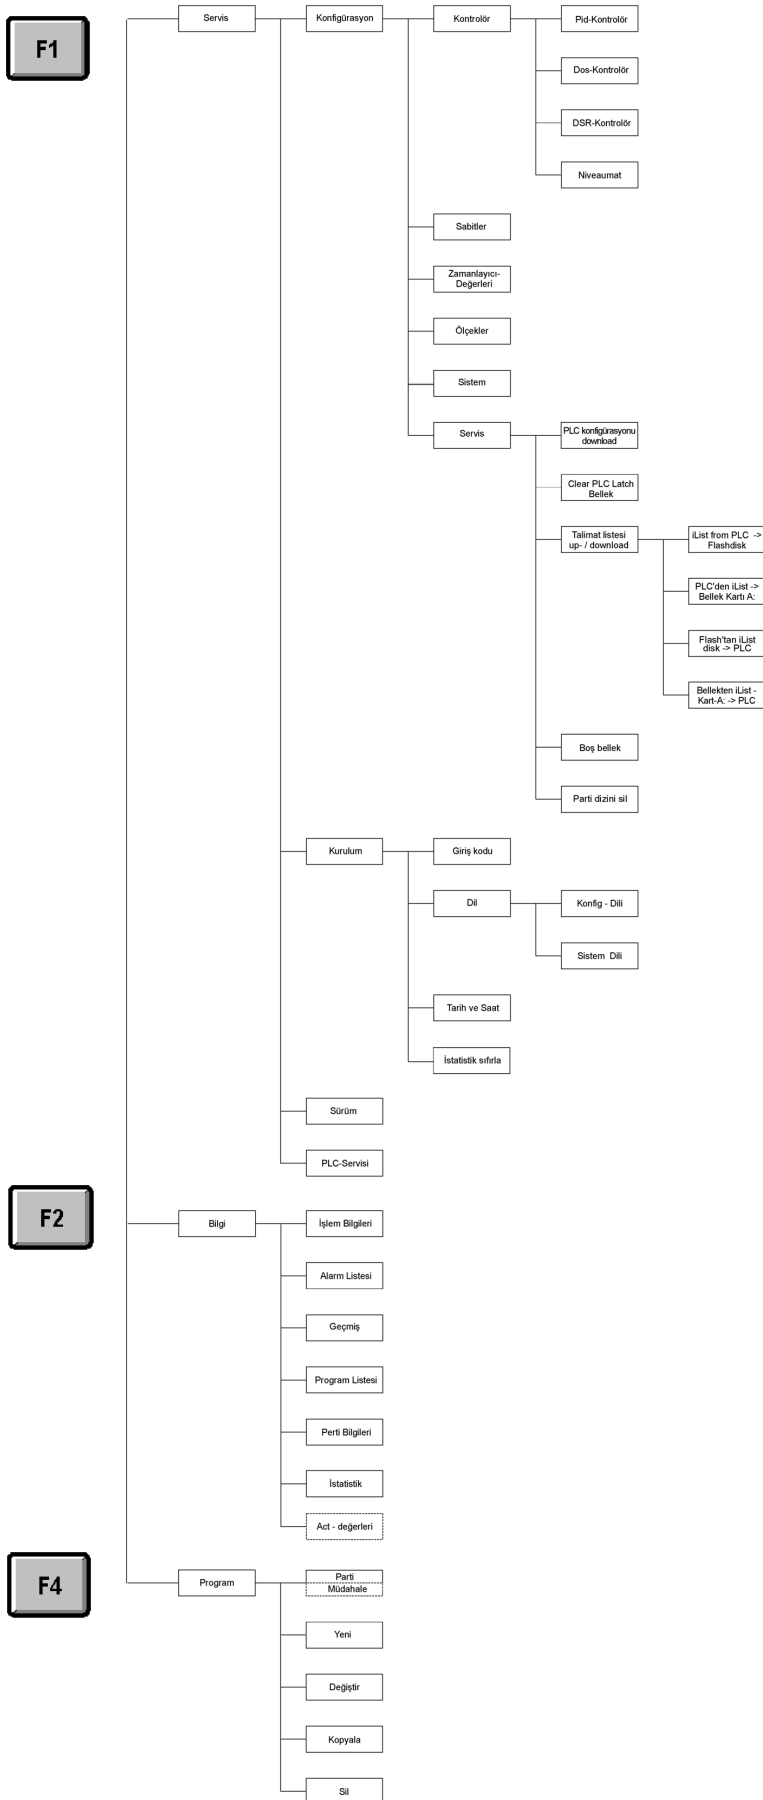 F1
Servis
Konfigürasyon
Kontrolör
Pid-Kontrolör
Dos-Kontrolör
DSR-Kontrolör
Niveaumat
Sabitler
Zamanlayıcı-
Değerleri
Ölçekler
Sistem
Servis
PLC konfigürasyonu
download
Clear PLC Latch
Bellek
Talimat listesi
up- / download
iList from PLC ->
Flashdisk
PLC'den iList ->
Bellek Kartı A:
Flash'tan iList
disk -> PLC
Bellekten iList -
Kart-A: -> PLC
Boş bellek
Parti dizini sil
Kurulum
Giriş kodu
Dil
Konfig - Dili
Sistem Dili
Tarih ve Saat
İstatistik sıfırla
Sürüm
PLC-Servisi
F2
Bilgi
İşlem Bilgileri
Alarm Listesi
Geçmiş
Program Listesi
Perti Bilgileri
İstatistik
Act - değerleri
F4
Program
Parti
Müdahale
Yeni
Değiştir
Kopyala
Sil